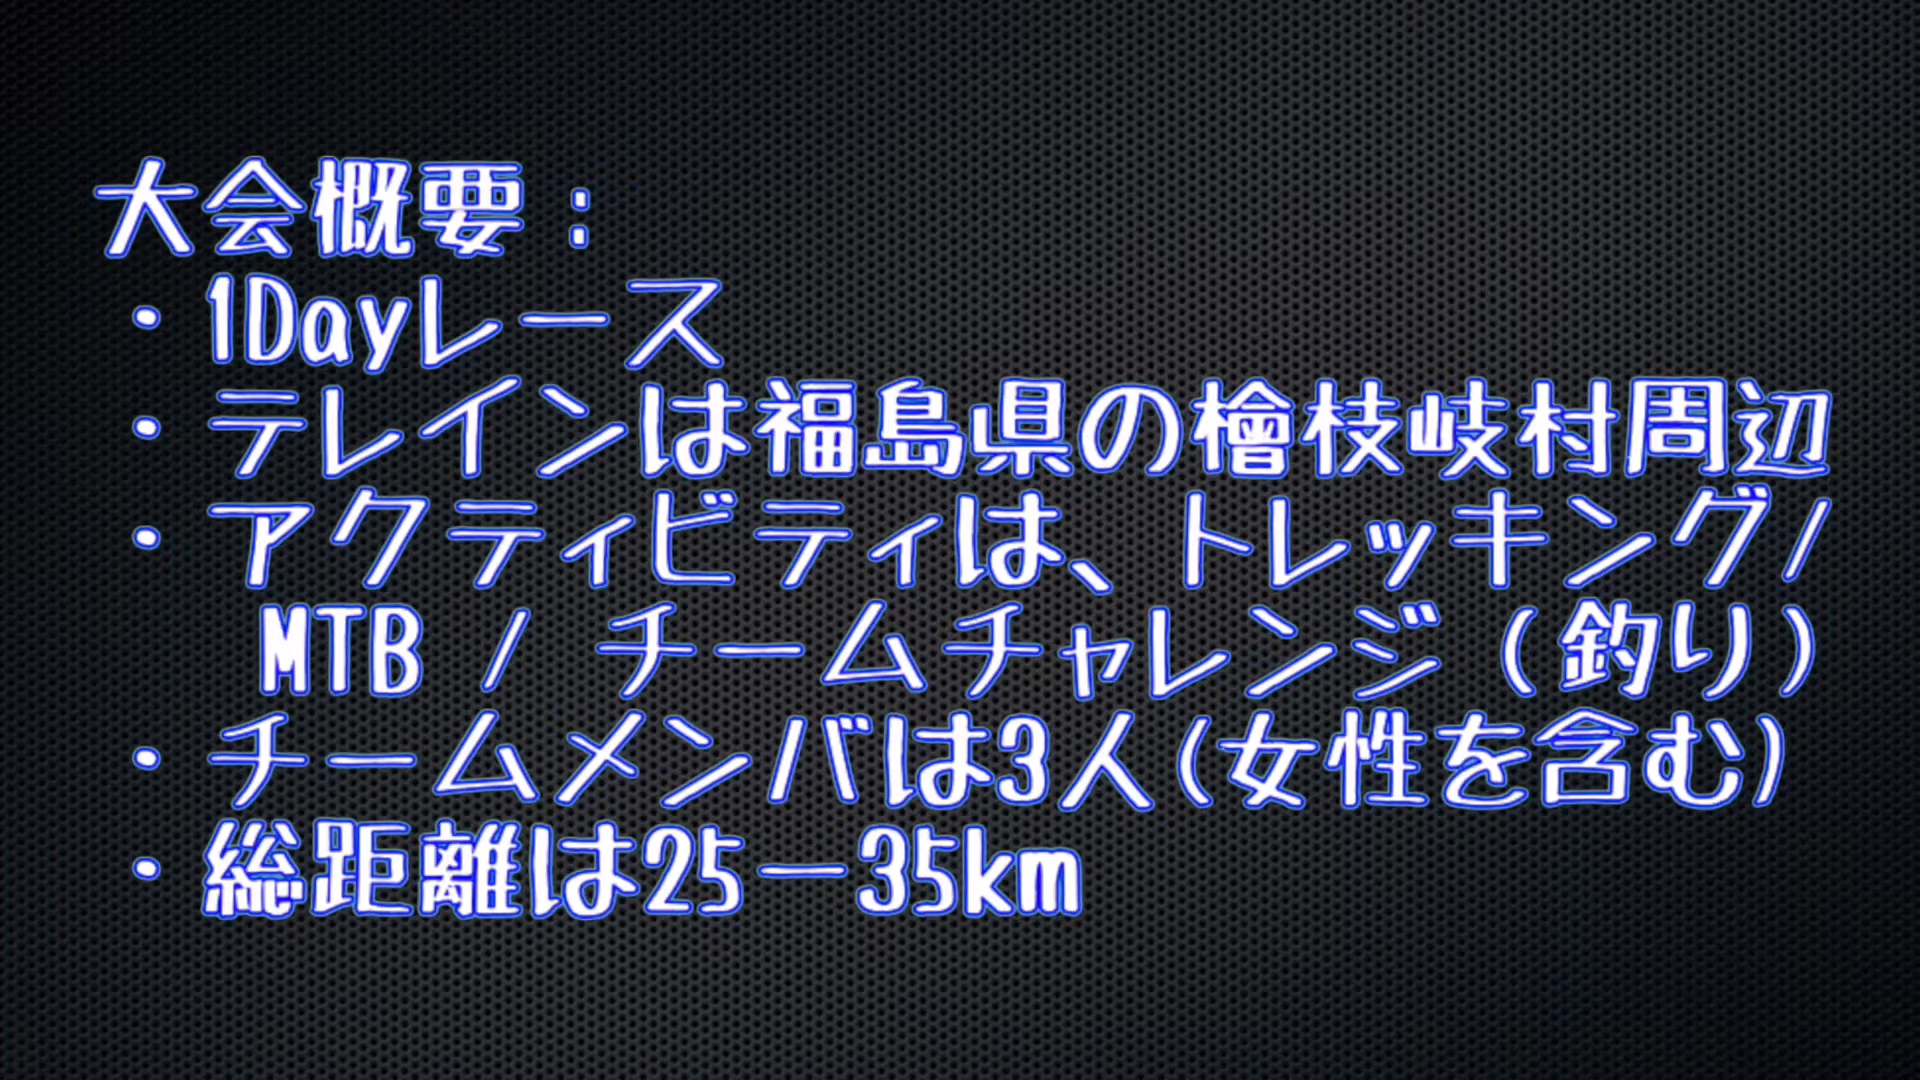 大会概要：
・1Dayレース
・テレインは福島県の檜枝岐村周辺
・アクティビティは、トレッキング/
MTB / チームチャレンジ（釣り）
・チームメンバは3人(女性を含む)
・総距離は25－35km